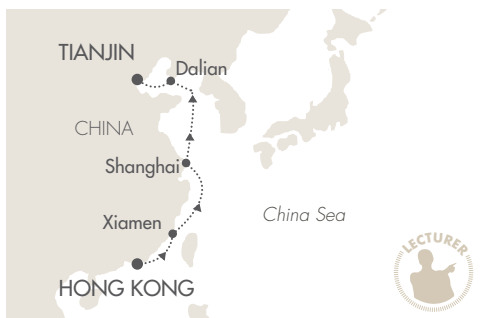 TIANJIN
Dalian
CHINA
Shanghai
China Sea
Xiamen
HONG KONG
LECTURER